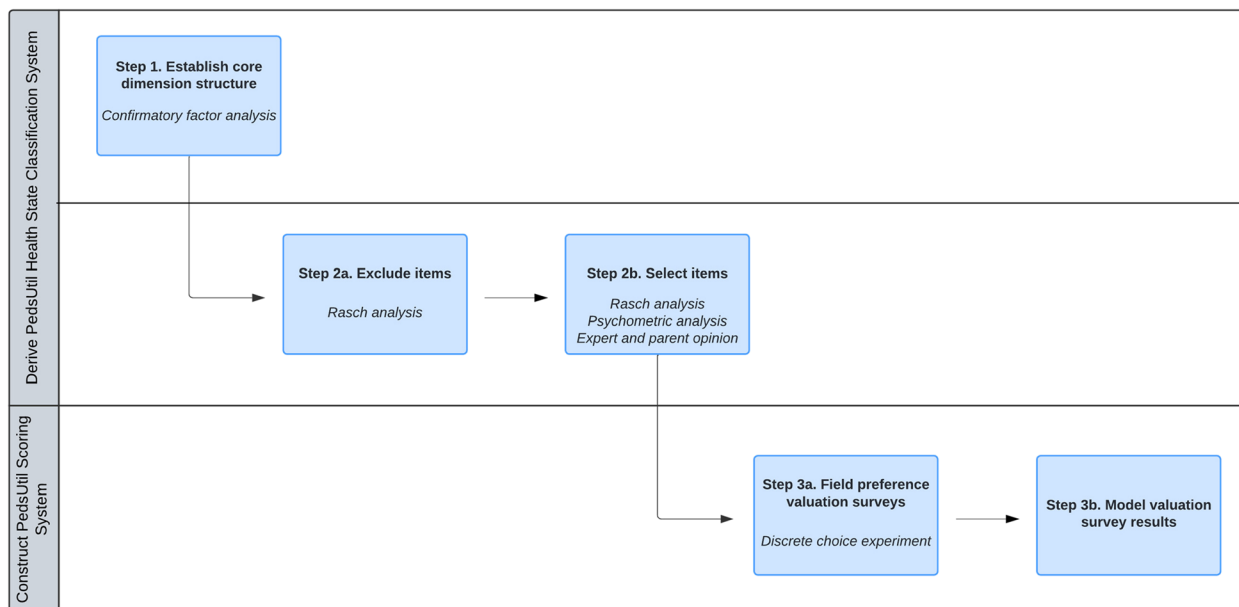 Derive PedsUtil Health State Classification System
Step 1. Establish core
dimension structure
Confirmatory factor analysis
Step 2a. Exclude items
Rasch analysis
Step 2b. Select items
Rasch analysis
Psychometric analysis
Expert and parent opinion
Construct PedsUtil Scoring
System
Step 3a. Field preference
valuation surveys
Discrete choice experiment
Step 3b. Model valuation
survey results